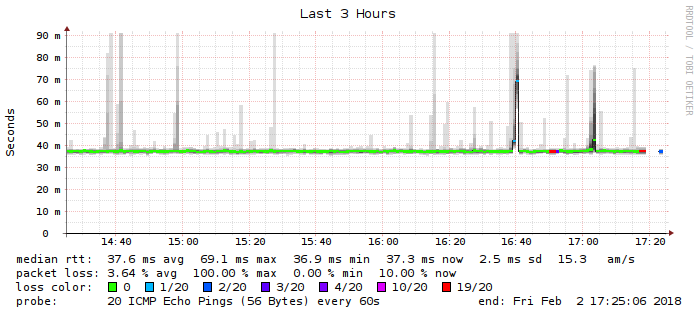 Last 3 Hours
RRDTOOL / TOBI OETIKER
Seconds
90 m
80 m
70 m
60 m
50 m
40 m
30 m
20 m
10 m
0
14:40 15:00 15:20 15:40 16:00 16:20 16:40 17:00 17:20
median rtt: 37.6 ms avg 69.1 ms max 36.9 ms min 37.3 ms now 2.5 ms sd 15.3 am/s
packet loss: 3.64 % avg 100.00 % max 0.00 % min 10.00 % now
loss color: 0 1/20 2/20 3/20 4/20 10/20 19/20
probe: 20 ICMP Echo Pings (56 Bytes) every 60s end: Fri Feb 2 17:25:06 2018